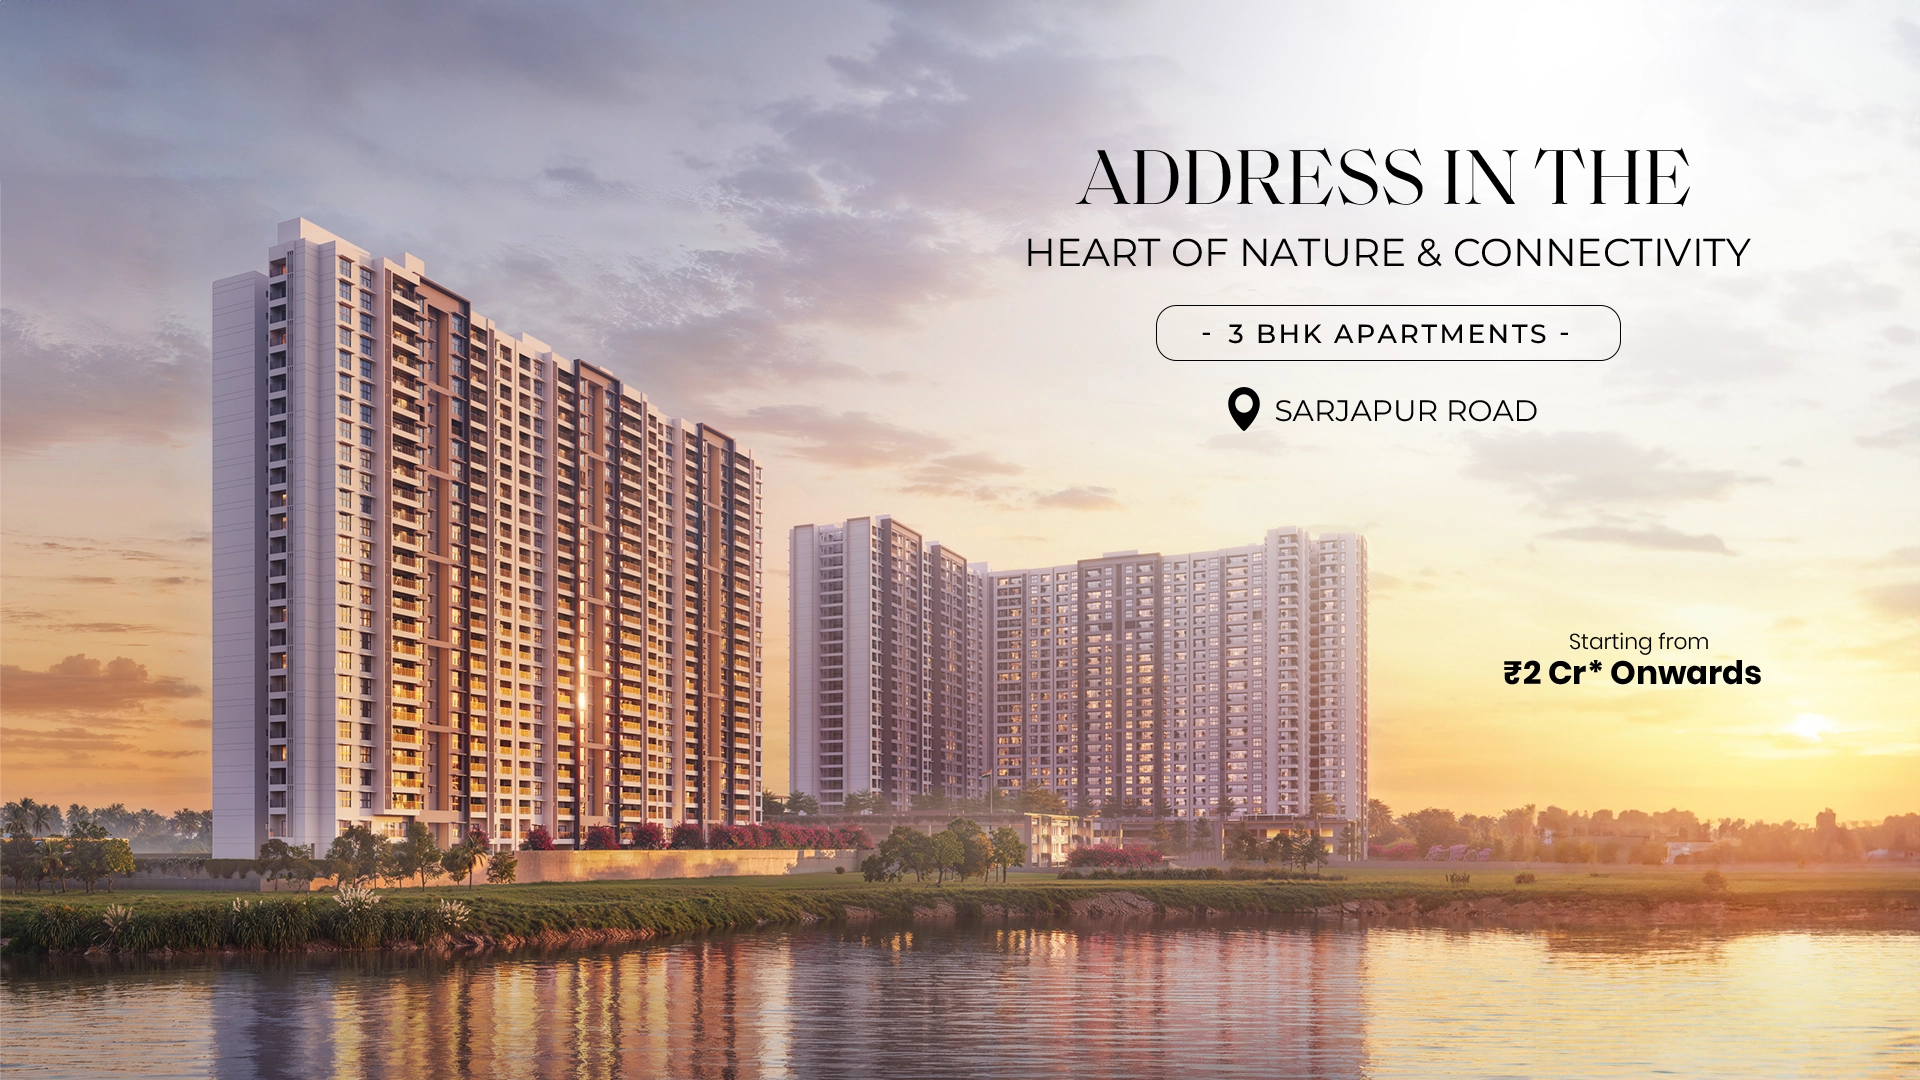 ADDRESS IN THE
HEART OF NATURE & CONNECTIVITY
- 3 BHK APARTMENTS -
SARJAPUR ROAD
Starting from
₹2 Cr* Onwards